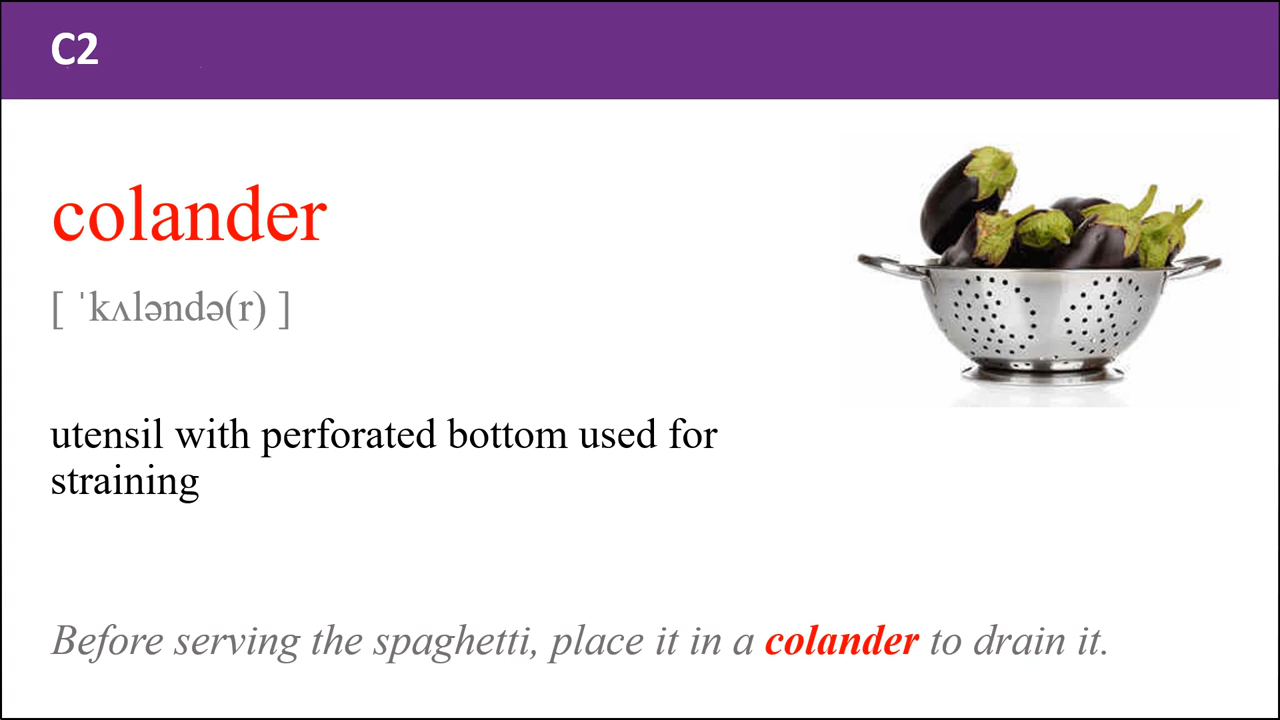 C2
colander
[ ˈkʌləndə(r) ]
utensil with perforated bottom used for
straining
Before serving the spaghetti, place it in a colander to drain it.